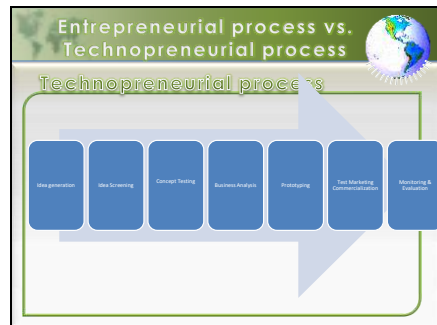 Entrepreneurial process vs.
Technopreneurial process
Technopreneurial process
Idea generation
Idea Screening
Concept Testing
Business Analysis
Prototyping
Test Marketing
Commercialization
Monitoring &
Evaluation